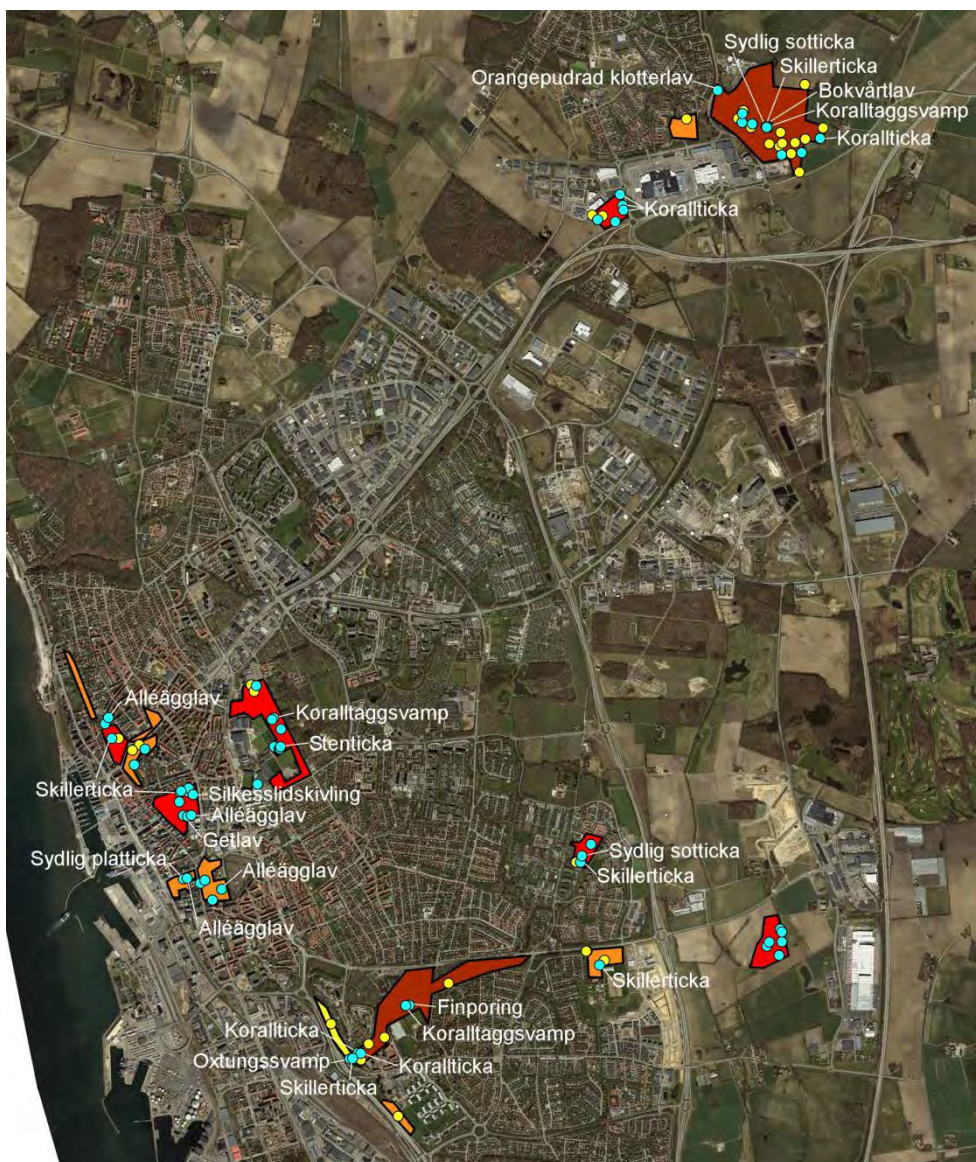 Sydlig sotticka
Skillerticka
Orangepudrad klotterlav
Bokvårtlav
Koralltaggsvamp
Korallticka
Korallticka
Alléägglav
Koralltaggsvamp
Stenticka
Skillerticka
Silkesslidskivling
Alléägglav
Getlav
Sydlig platticka
Alléägglav
Sydlig sotticka
Skillerticka
Alléägglav
Skillerticka
Finporing
Korallticka
Koralltaggsvamp
Oxtungssvamp
Korallticka
Skillerticka